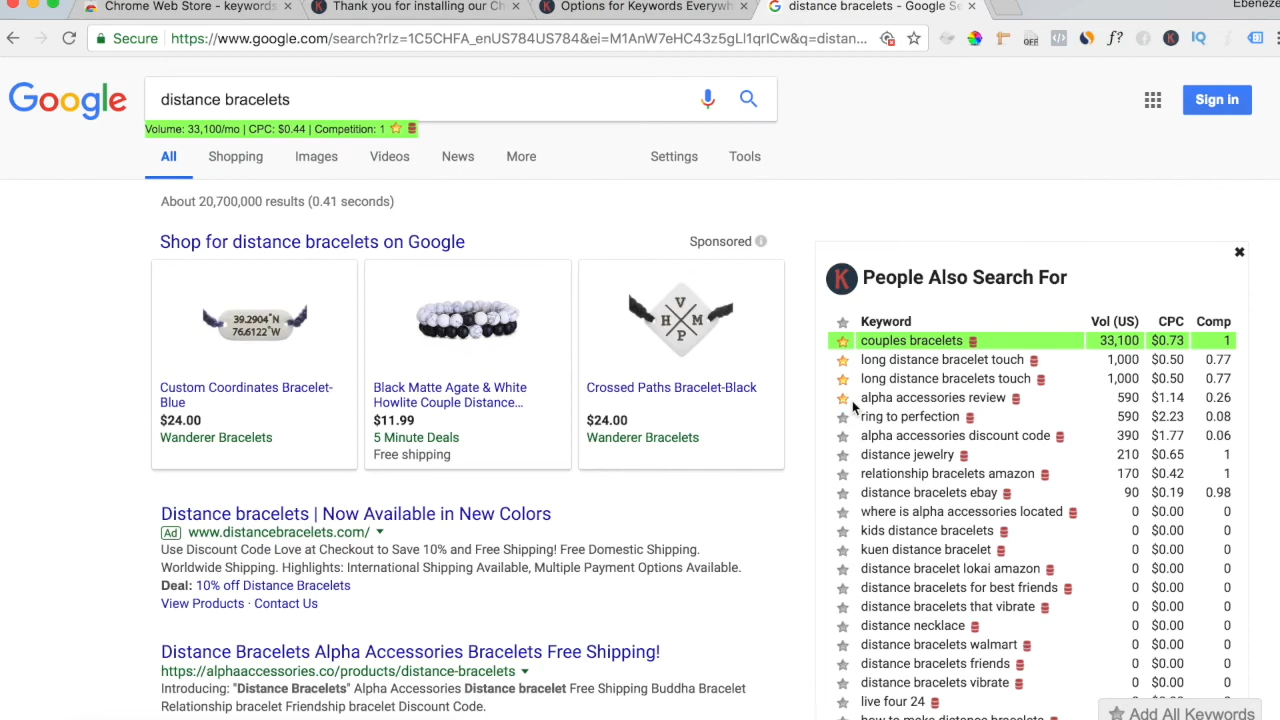 Chrome Web Store - keywords
Thank you for installing our Ch
Options for Keywords Everywh
distance bracelets - Google Se
Ebeneze
Secure
https://www.google.com/search?rlz=1C5CHFA_enUS784US784&ei=M1AnW7eHC43z5gLl1qrICw&q=distan...
OFF
f?
K
IQ
Google
distance bracelets
Sign in
Volume: 33,100/mo | CPC: $0.44 | Competition: 1
All
Shopping
Images
Videos
News
More
Settings
Tools
About 20,700,000 results (0.41 seconds)
Shop for distance bracelets on Google
Sponsored
39.2904°N
76.6122°W
V
H M
P
Custom Coordinates Bracelet-
Blue
$24.00
Wanderer Bracelets
Black Matte Agate & White
Howlite Couple Distance...
$11.99
5 Minute Deals
Free shipping
Crossed Paths Bracelet-Black
$24.00
Wanderer Bracelets
Distance bracelets | Now Available in New Colors
Ad www.distancebracelets.com/
Use Discount Code Love at Checkout to Save 10% and Free Shipping! Free Domestic Shipping.
Worldwide Shipping. Highlights: International Shipping Available, Multiple Payment Options Available.
Deal: 10% off Distance Bracelets
View Products · Contact Us
Distance Bracelets Alpha Accessories Bracelets Free Shipping!
https://alphaaccessories.co/products/distance-bracelets
Introducing: "Distance Bracelets" Alpha Accessories Distance bracelet Free Shipping Buddha Bracelet
Relationship bracelet Friendship bracelet Discount Code.
K People Also Search For
Keyword Vol (US) CPC Comp
couples bracelets 33,100 $0.73 1
long distance bracelet touch 1,000 $0.50 0.77
long distance bracelets touch 1,000 $0.50 0.77
alpha accessories review 590 $1.14 0.26
ring to perfection 590 $2.23 0.08
alpha accessories discount code 390 $1.77 0.06
distance jewelry 210 $0.65 1
relationship bracelets amazon 170 $0.42 1
distance bracelets ebay 90 $0.19 0.98
where is alpha accessories located 0 $0.00 0
kids distance bracelets 0 $0.00 0
kuen distance bracelet 0 $0.00 0
distance bracelet lokai amazon 0 $0.00 0
distance bracelets for best friends 0 $0.00 0
distance bracelets that vibrate 0 $0.00 0
distance necklace 0 $0.00 0
distance bracelets walmart 0 $0.00 0
distance bracelets friends 0 $0.00 0
distance bracelets vibrate 0 $0.00 0
live four 24
how to make distance bracelets
Add All Keywords